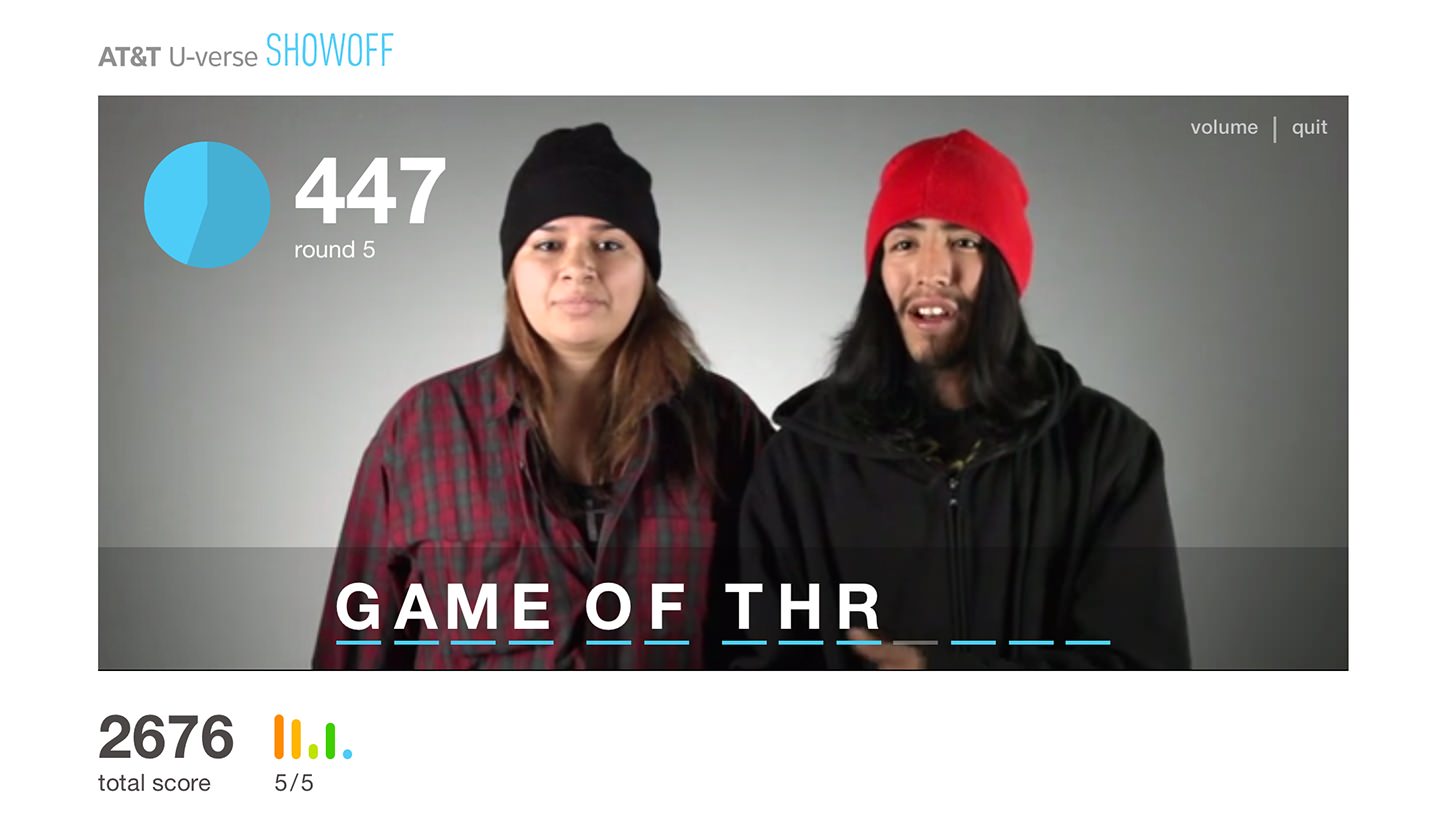 AT&T U-verse SHOWOFF
volume | quit
447
round 5
GAME OF THR
2676
total score
5/5